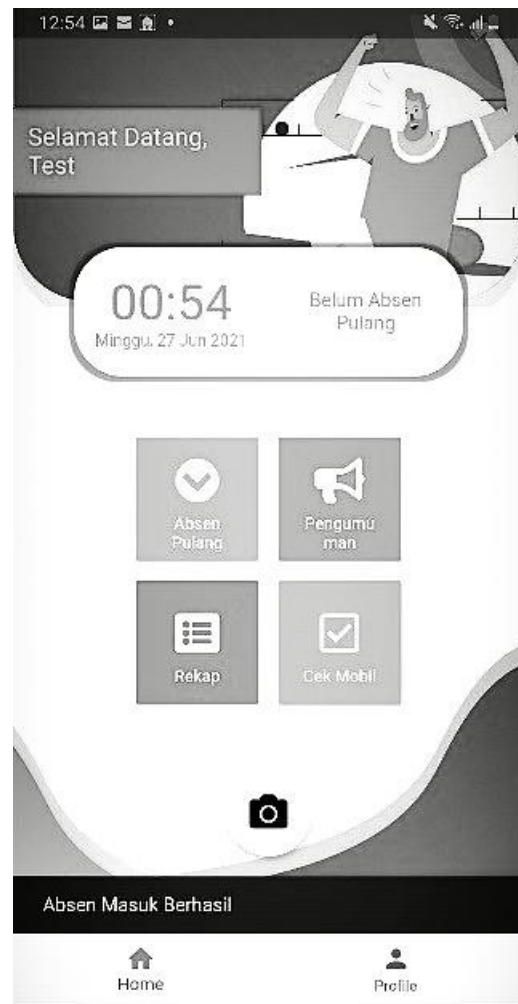 12:54
Selamat Datang,
Test
00:54
Minggu, 27 Jun 2021
Belum Absen
Pulang
Absen
Pulang
Pengumu
man
Rekap
Cek Mobil
Absen Masuk Berhasil
Home
Profile